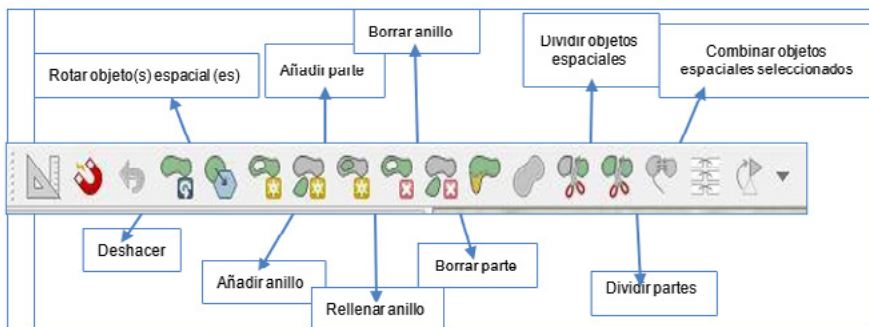 Borrar anillo
Rotar objeto(s) espacial (es)
Añadir parte
Dividir objetos
espaciales
Combinar objetos
espaciales seleccionados
Deshacer
Añadir anillo
Rellenar anillo
Borrar parte
Dividir partes